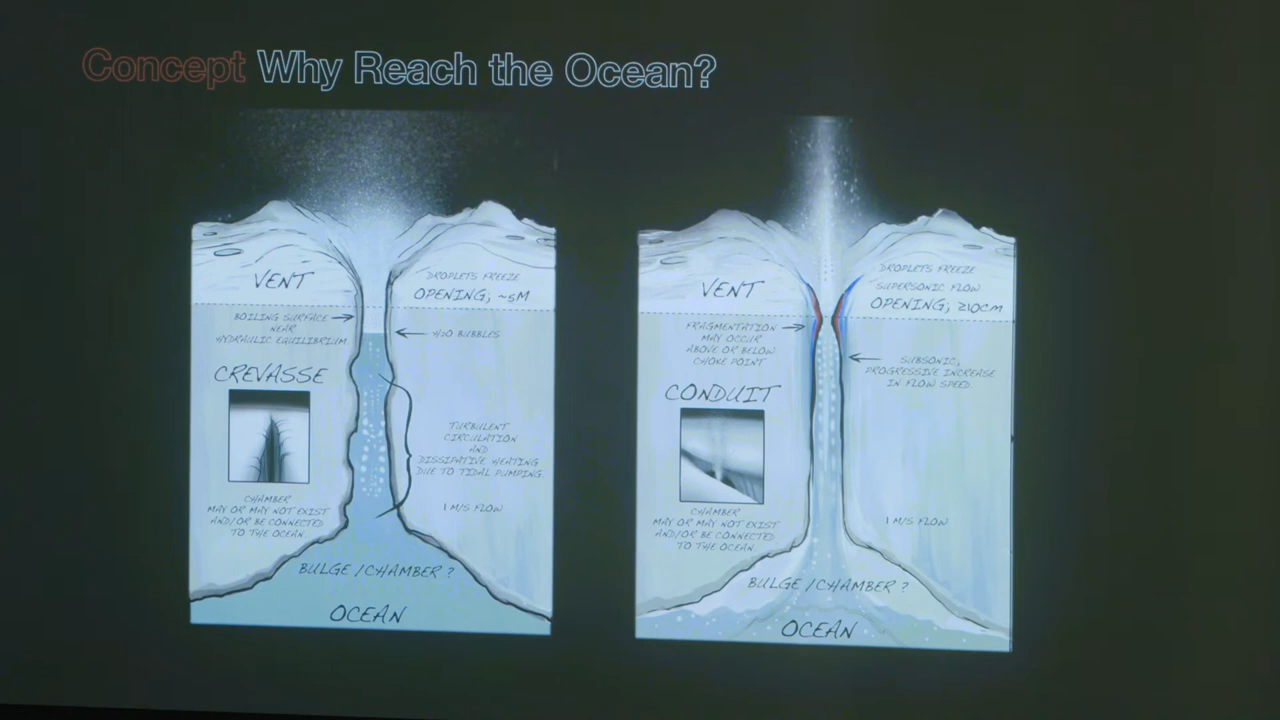 Concept Why Reach the Ocean?
VENT
DROPLETS FREEZE
OPENING; ~5M
BOILING SURFACE
NEAR
HYDRAULIC EQUILIBRIUM.
H2O BUBBLES
CREVASSE
TURBULENT
CIRCULATION
AND
DISSIPATIVE HEATING
DUE TO TIDAL PUMPING.
CHAMBER
MAY OR MAY NOT EXIST
AND/OR BE CONNECTED
TO THE OCEAN.
1 M/S FLOW
BULGE/CHAMBER?
OCEAN
VENT
DROPLETS FREEZE
SUPERSONIC FLOW
OPENING; ≥10CM
FRAGMENTATION
MAY OCCUR
ABOVE OR BELOW
CHOKE POINT
SUBSONIC,
PROGRESSIVE INCREASE
IN FLOW SPEED.
CONDUIT
CHAMBER
MAY OR MAY NOT EXIST
AND/OR BE CONNECTED
TO THE OCEAN.
1 M/S FLOW
BULGE/CHAMBER?
OCEAN